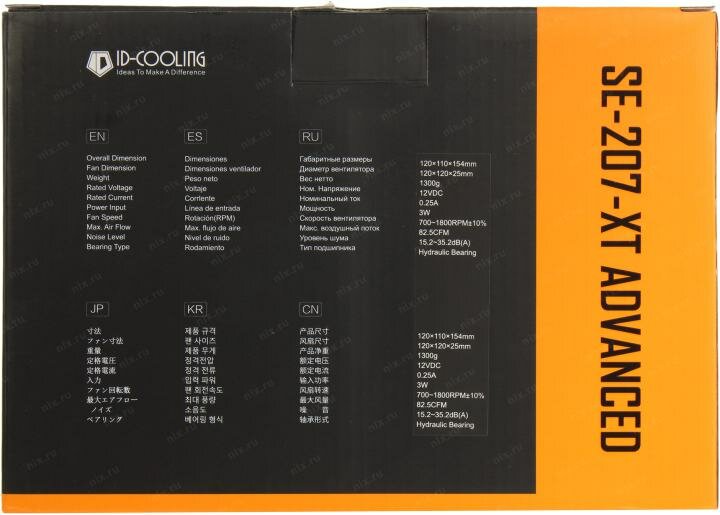 ID-COOLING
Ideas To Make A Difference
SE-207-XT ADVANCED
EN
Overall Dimension
Fan Dimension
Weight
Rated Voltage
Rated Current
Power Input
Fan Speed
Max. Air Flow
Noise Level
Bearing Type
ES
Dimensiones
Dimensiones ventilador
Peso neto
Voltaje
Corriente
Línea de entrada
Rotación(RPM)
Max. flujo de aire
Nivel de ruido
Rodamiento
RU
Габаритные размеры
Диаметр вентилятора
Вес нетто
Ном. Напряжение
Номинальный ток
Мощность
Скорость вентилятора
Макс. воздушный поток
Уровень шума
Тип подшипника
120×110×154mm
120×120×25mm
1300g
12VDC
0.25A
3W
700~1800RPM±10%
82.5CFM
15.2~35.2dB(A)
Hydraulic Bearing
JP
寸法
ファン寸法
重量
定格電圧
定格電流
入力
ファン回転数
最大エアフロー
ノイズ
ベアリング
KR
제품 규격
팬 사이즈
제품 무게
정격전압
정격 전류
입력 파워
팬 회전속도
최대 풍량
소음도
베어링 형식
CN
产品尺寸
风扇尺寸
产品净重
额定电压
额定电流
输入功率
风扇转速
最大风量
噪 音
轴承形式
120×110×154mm
120×120×25mm
1300g
12VDC
0.25A
3W
700~1800RPM±10%
82.5CFM
15.2~35.2dB(A)
Hydraulic Bearing
nix.ru